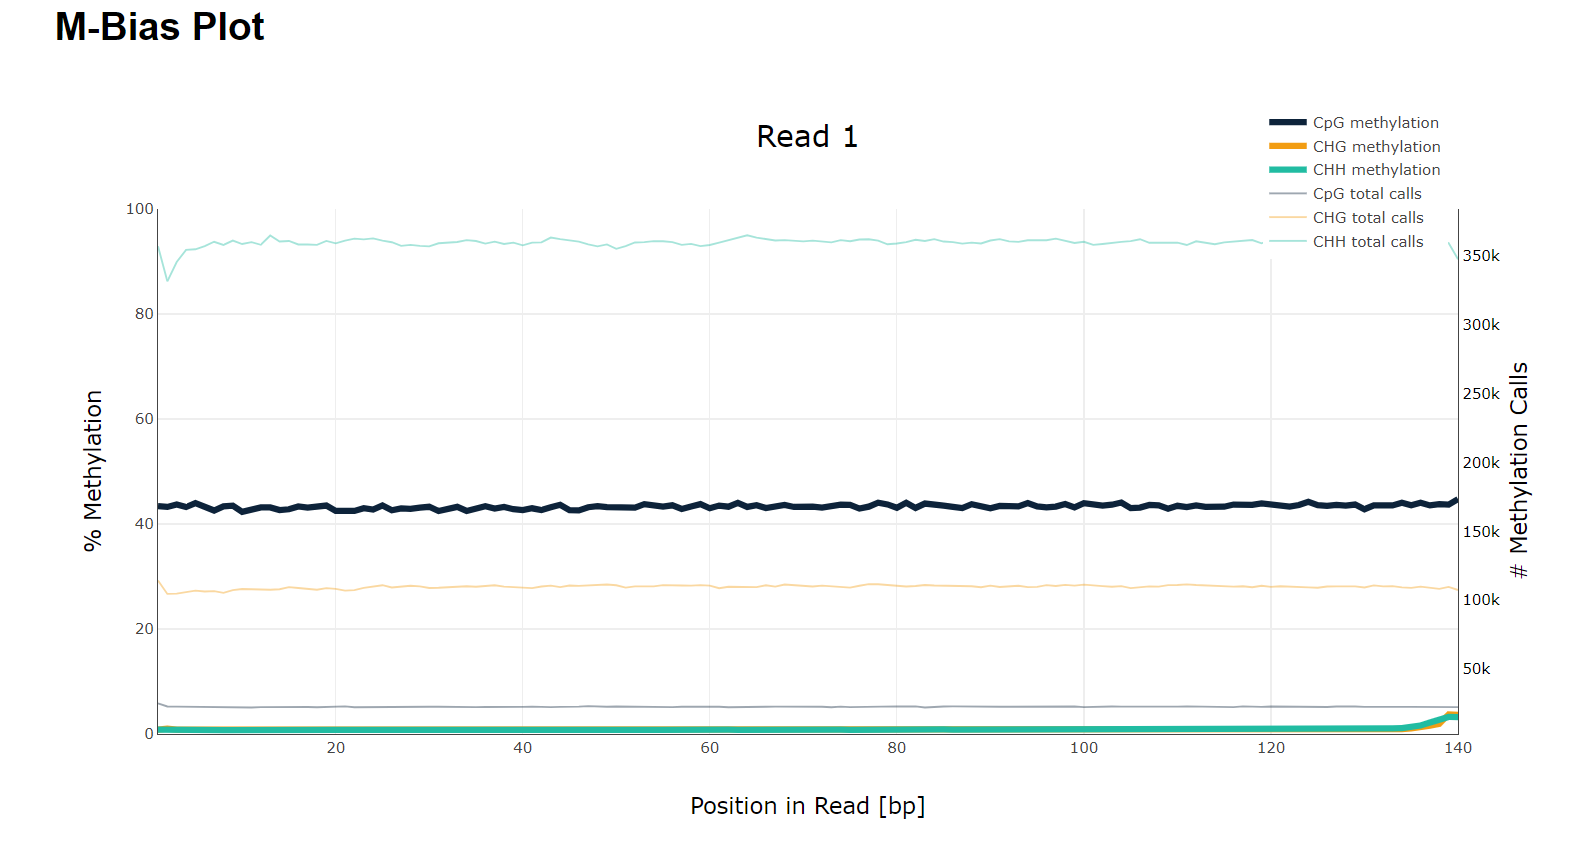 M-Bias Plot
Read 1
CpG methylation
CHG methylation
CHH methylation
CpG total calls
CHG total calls
CHH total calls
100
80
60
40
20
0
% Methylation
350k
300k
250k
200k
150k
100k
50k
# Methylation Calls
20 40 60 80 100 120 140
Position in Read [bp]